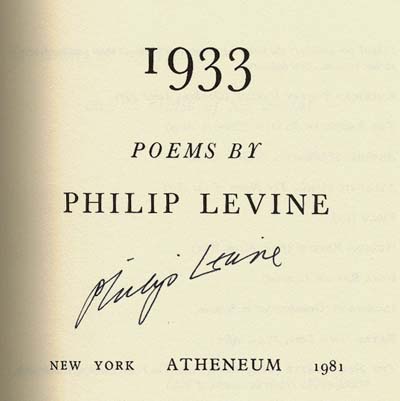 1933
POEMS BY
PHILIP LEVINE
Philip Levine
NEW YORK ATHENEUM 1981